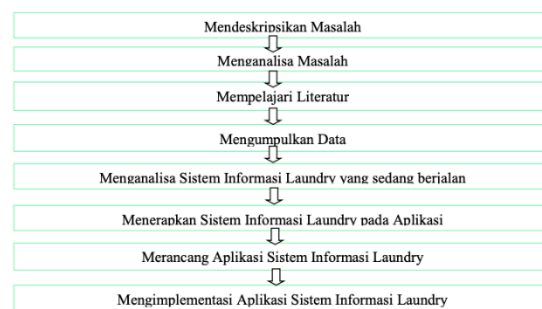 Mendeskripsikan Masalah
Menganalisa Masalah
Mempelajari Literatur
Mengumpulkan Data
Menganalisa Sistem Informasi Laundry yang sedang berjalan
Menerapkan Sistem Informasi Laundry pada Aplikasi
Merancang Aplikasi Sistem Informasi Laundry
Mengimplementasi Aplikasi Sistem Informasi Laundry